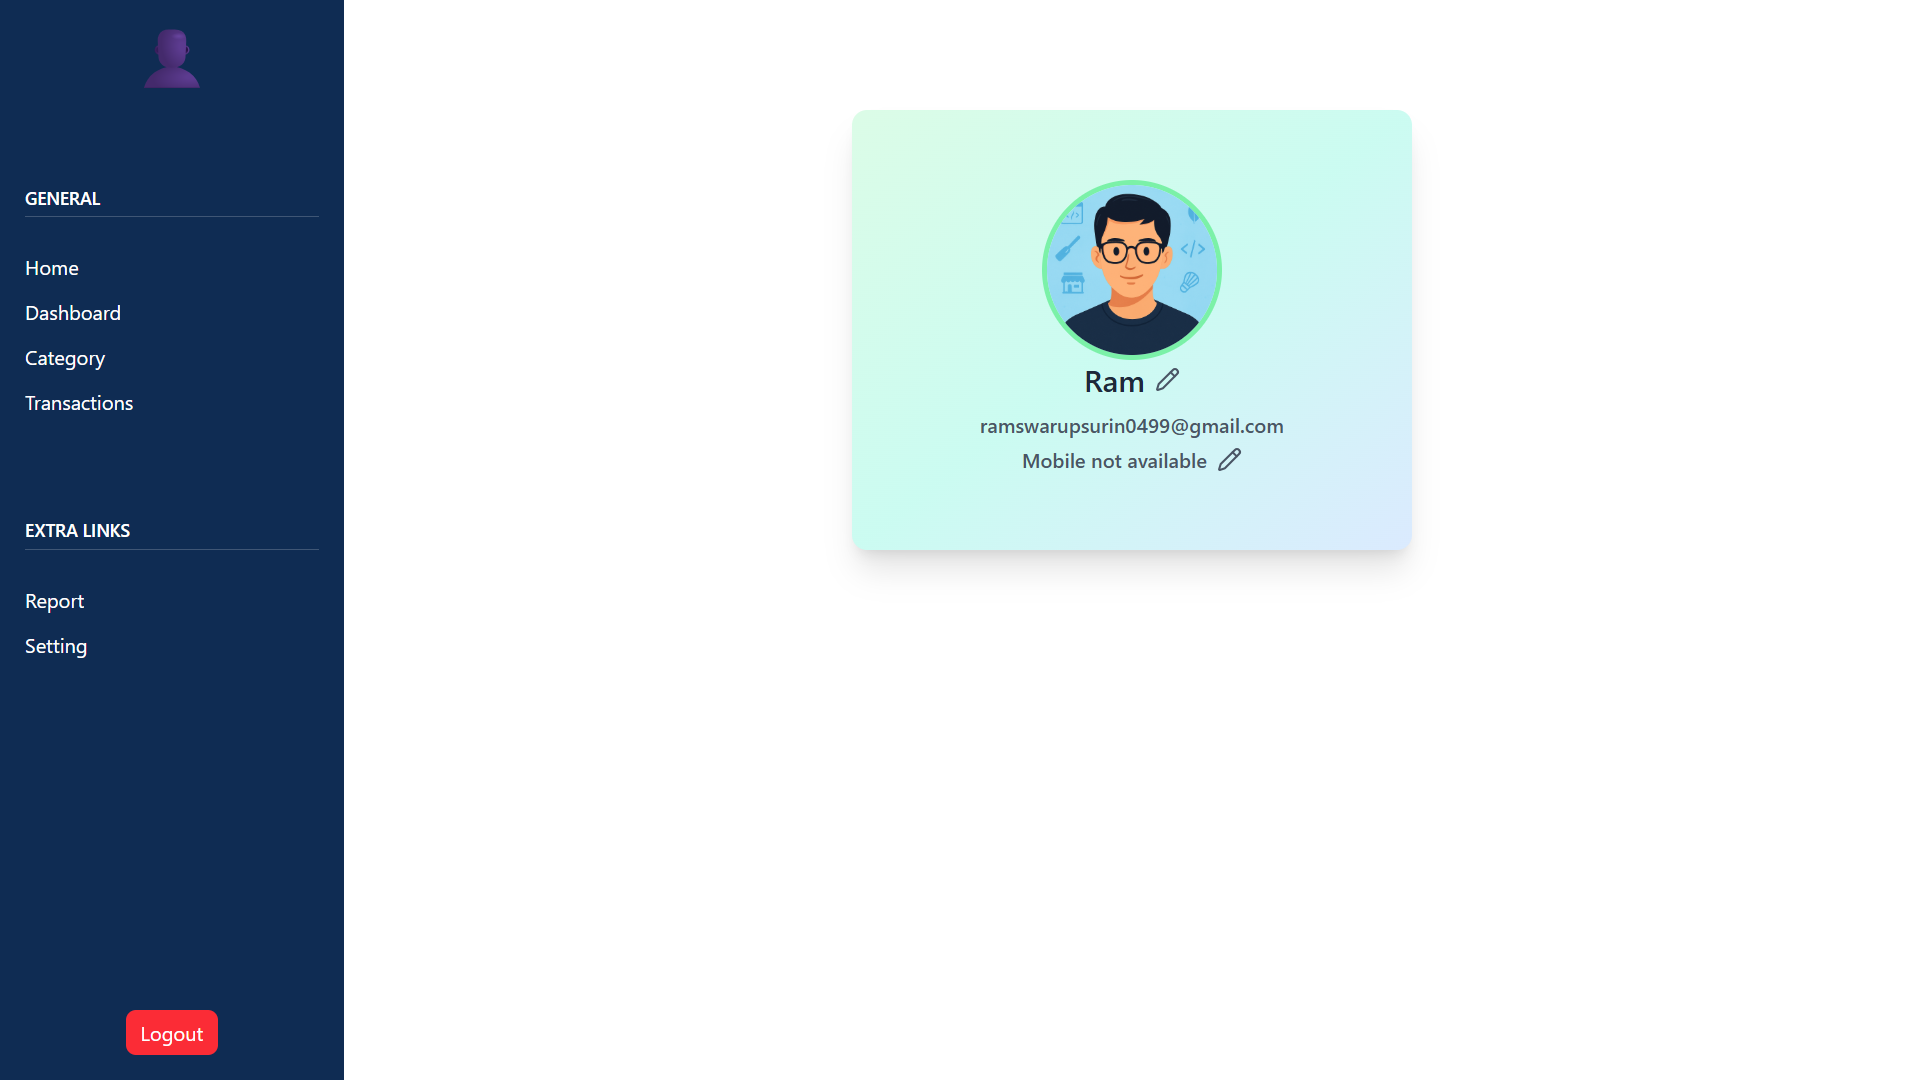 GENERAL
Home
Dashboard
Category
Transactions
EXTRA LINKS
Report
Setting
Logout
Ram
ramswarupsurin0499@gmail.com
Mobile not available